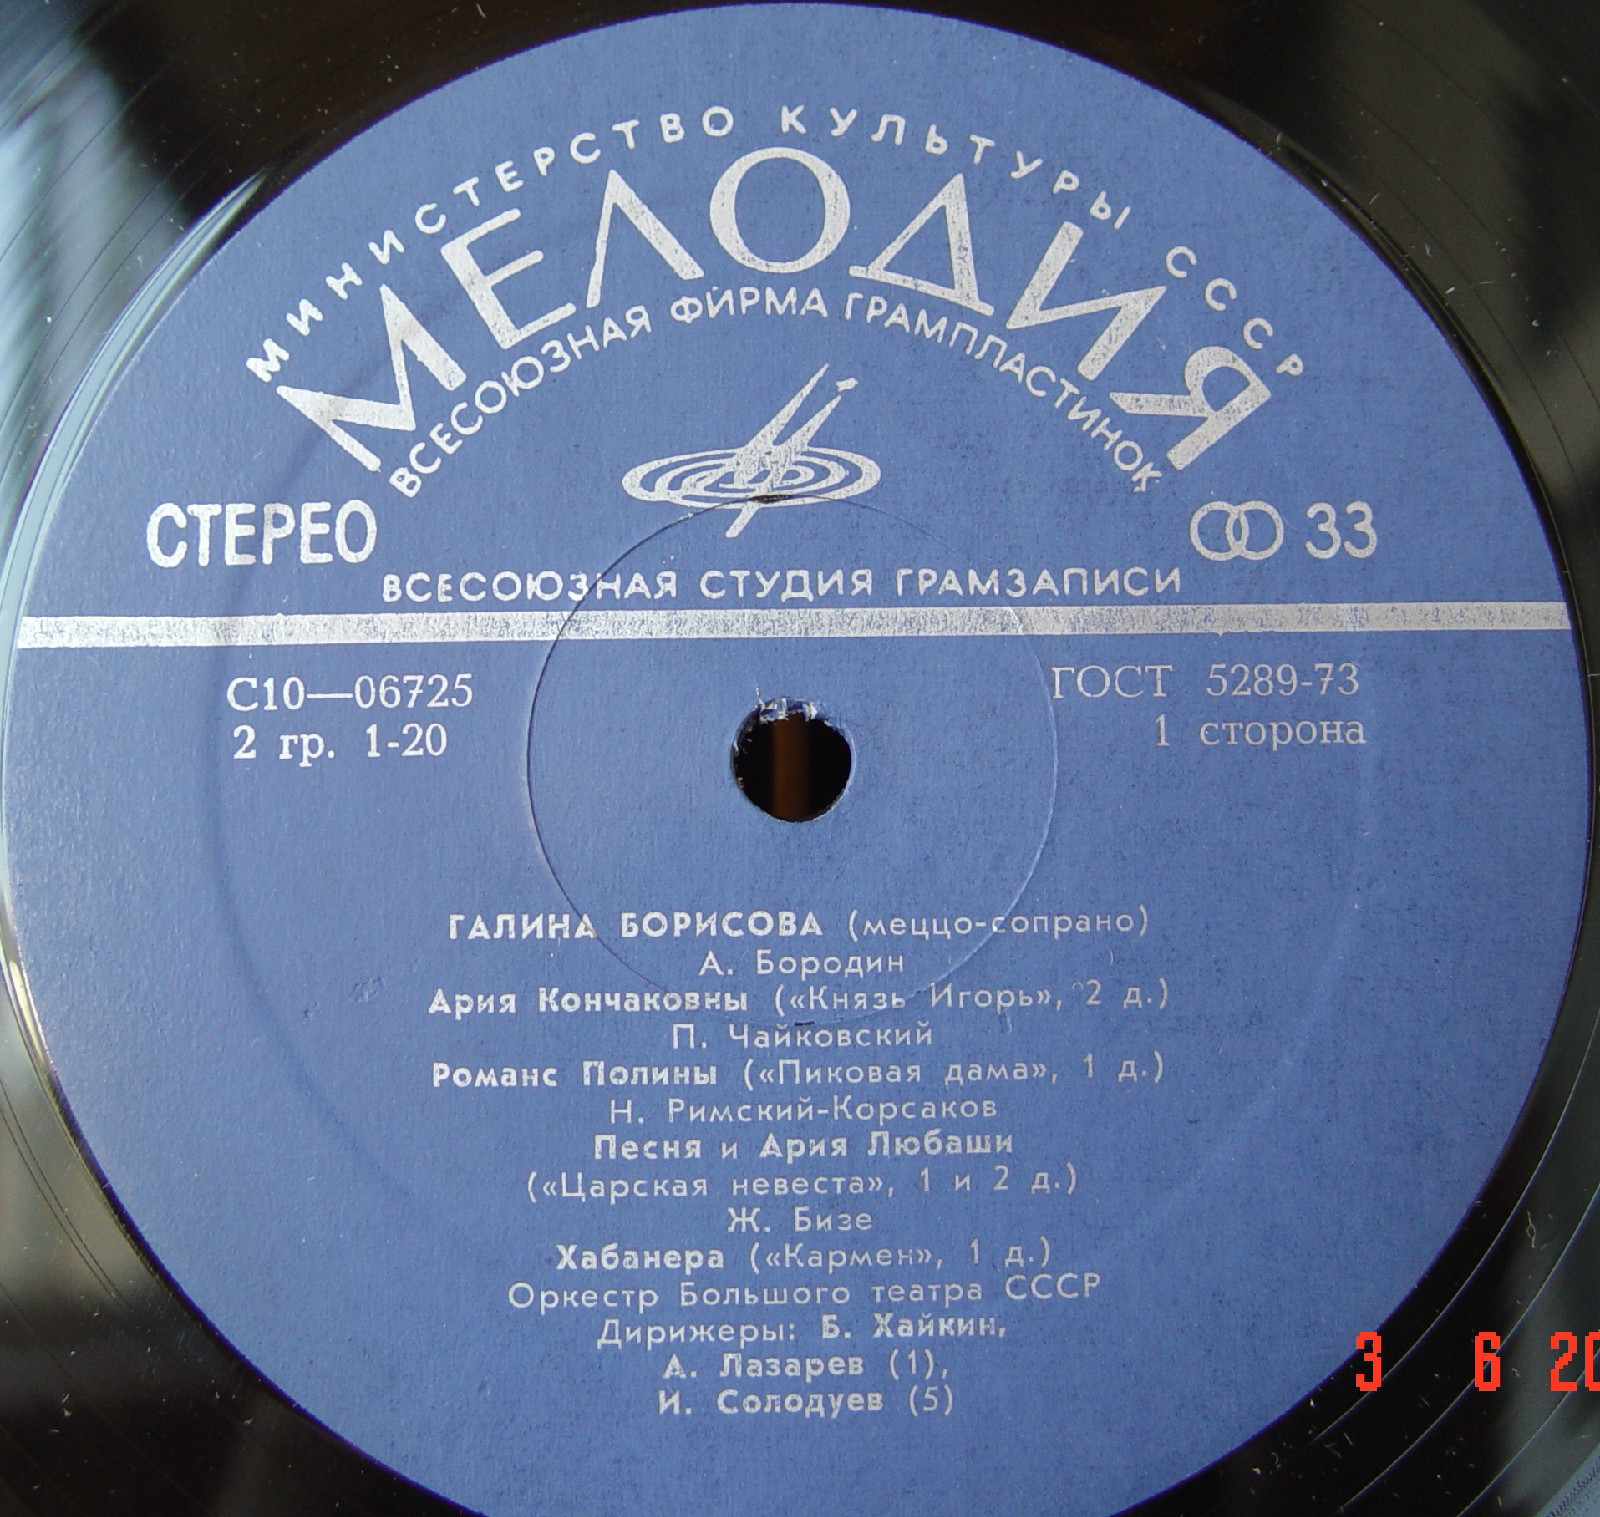 МИНИСТЕРСТВО КУЛЬТУРЫ СССР
МЕЛОДИЯ
ВСЕСОЮЗНАЯ ФИРМА ГРАМПЛАСТИНОК
СТЕРЕО
33
ВСЕСОЮЗНАЯ СТУДИЯ ГРАМЗАПИСИ
С10—06725
ГОСТ 5289-73
2 гр. 1-20
1 сторона
ГАЛИНА БОРИСОВА (меццо-сопрано)
А. Бородин
Ария Кончаковны («Князь Игорь», 2 д.)
П. Чайковский
Романс Полины («Пиковая дама», 1 д.)
Н. Римский-Корсаков
Песня и Ария Любаши
(«Царская невеста», 1 и 2 д.)
Ж. Бизе
Хабанера («Кармен», 1 д.)
Оркестр Большого театра СССР
Дирижеры: Б. Хайкин,
А. Лазарев (1),
И. Солодуев (5)
3 6 20